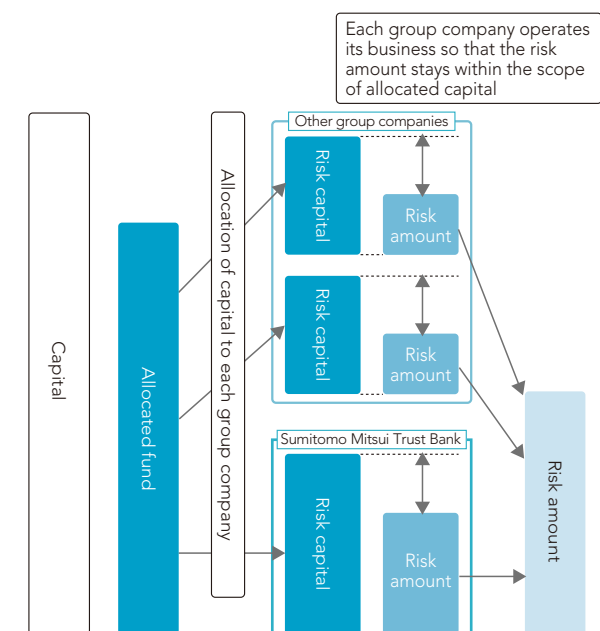 Each group company operates
its business so that the risk
amount stays within the scope
of allocated capital
Capital
Allocated fund
Allocation of capital to each group company
Other group companies
Risk capital
Risk
amount
Risk capital
Risk
amount
Sumitomo Mitsui Trust Bank
Risk capital
Risk
amount
Risk amount